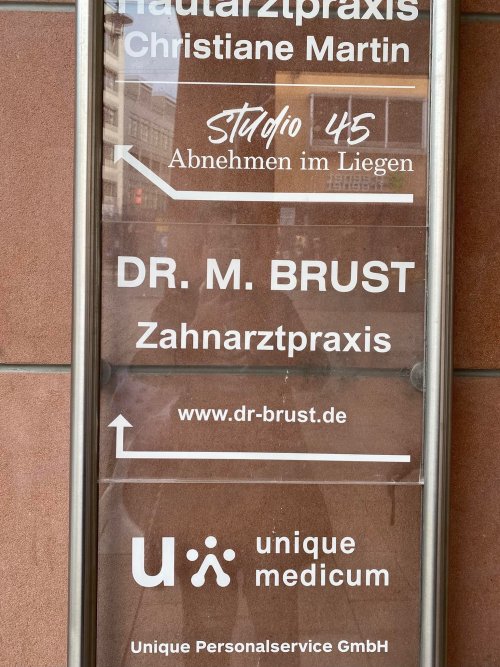 Hautarztpraxis
Christiane Martin
Studio 45
Abnehmen im Liegen
DR. M. BRUST
Zahnarztpraxis
www.dr-brust.de
u
unique
medicum
Unique Personalservice GmbH